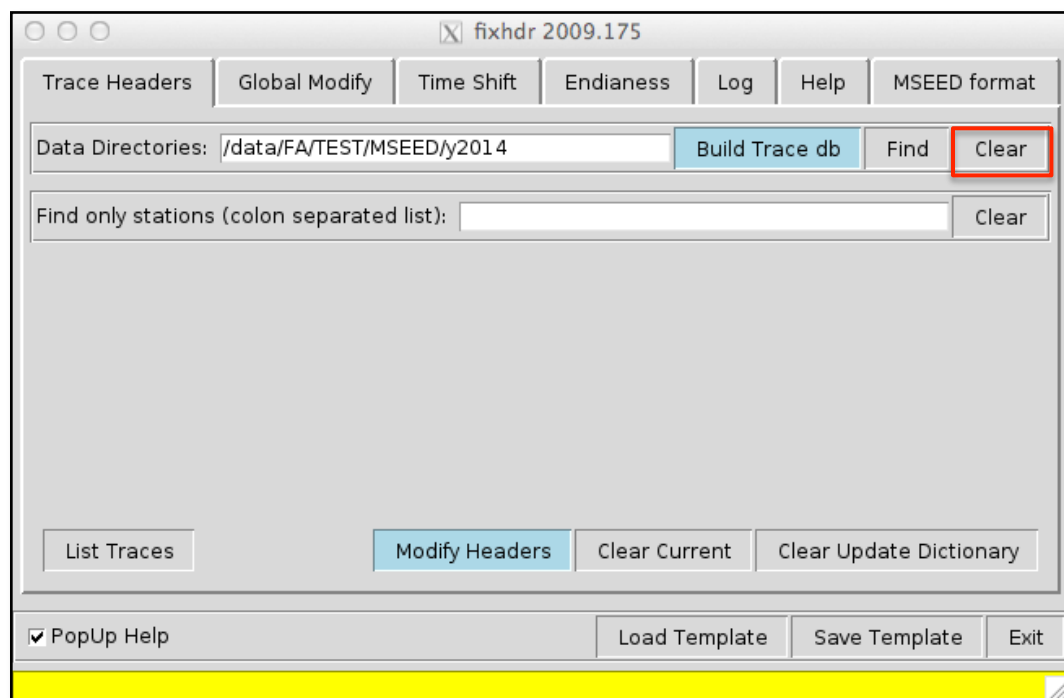 fixhdr 2009.175
Trace Headers Global Modify Time Shift Endianess Log Help MSEED format
Data Directories: /data/FA/TEST/MSEED/y2014 Build Trace db Find Clear
Find only stations (colon separated list): Clear
List Traces Modify Headers Clear Current Clear Update Dictionary
PopUp Help Load Template Save Template Exit